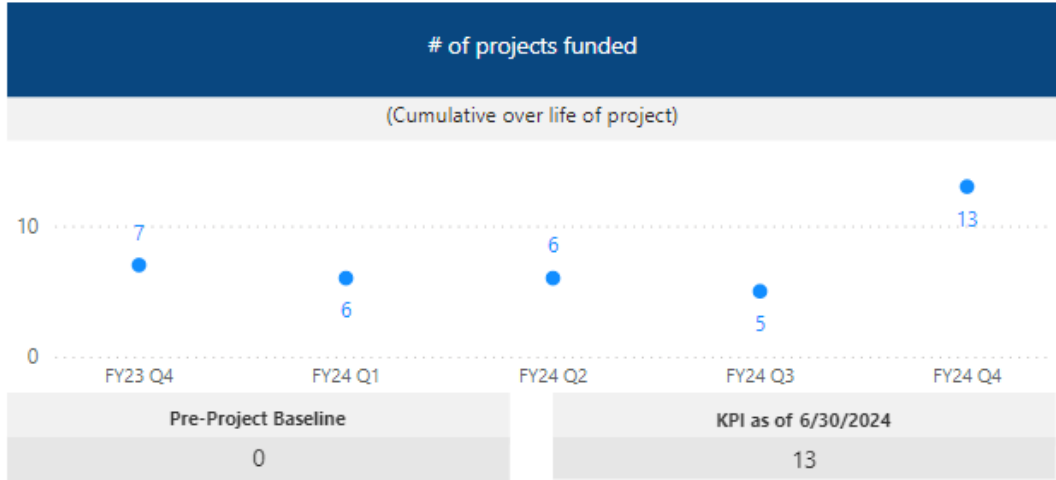 # of projects funded
(Cumulative over life of project)
10
7
6
6
5
13
0
FY23 Q4 FY24 Q1 FY24 Q2 FY24 Q3 FY24 Q4
Pre-Project Baseline KPI as of 6/30/2024
0 13